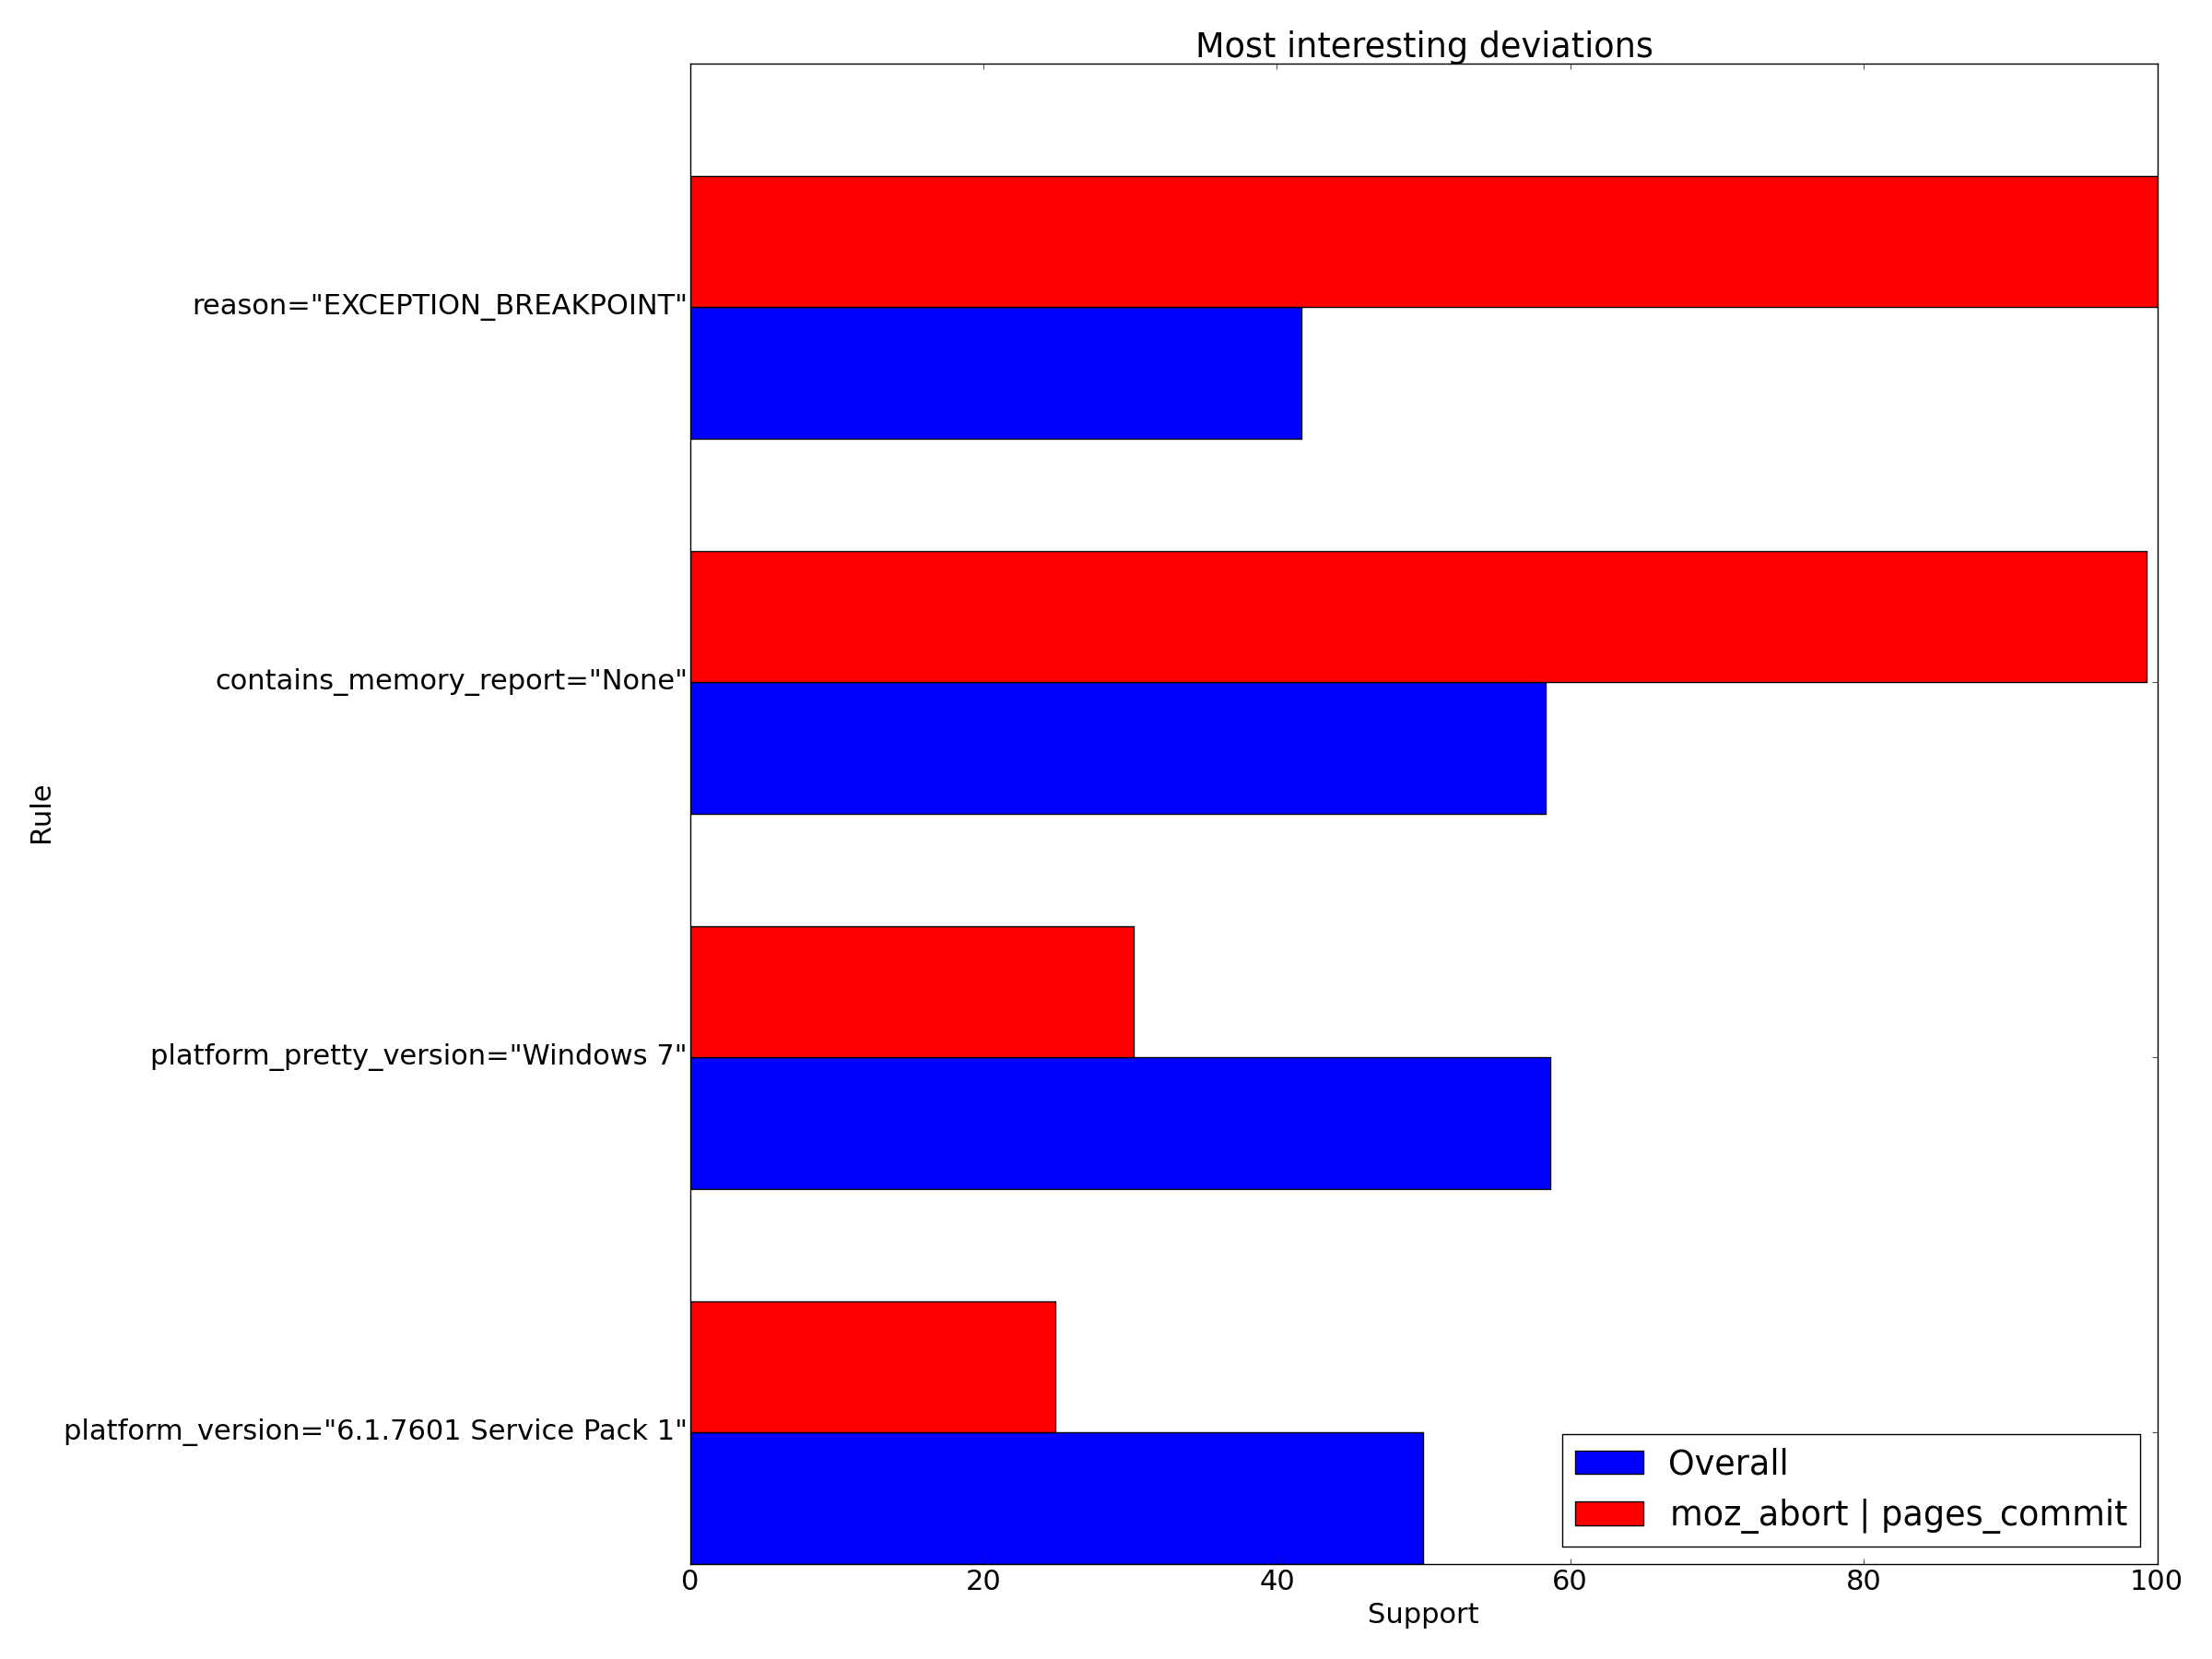 Most interesting deviations
reason="EXCEPTION_BREAKPOINT"
contains_memory_report="None"
Rule
platform_pretty_version="Windows 7"
platform_version="6.1.7601 Service Pack 1"
Overall
moz_abort | pages_commit
0 20 40 60 80 100
Support